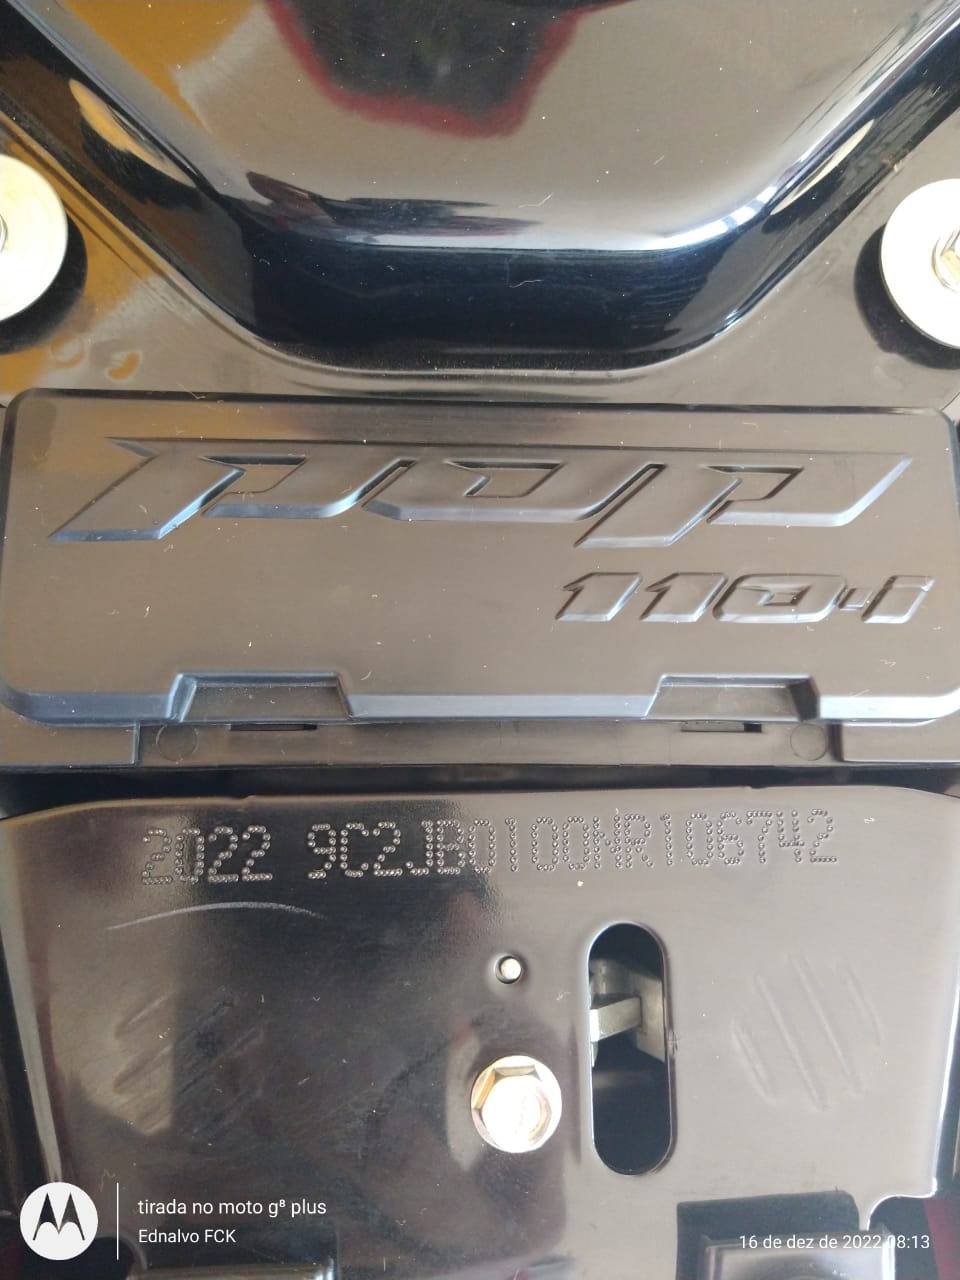 pop
110i
2022 9C2JB0100NR106742
tirada no moto g⁸ plus
Ednalvo FCK
16 de dez de 2022 08:13